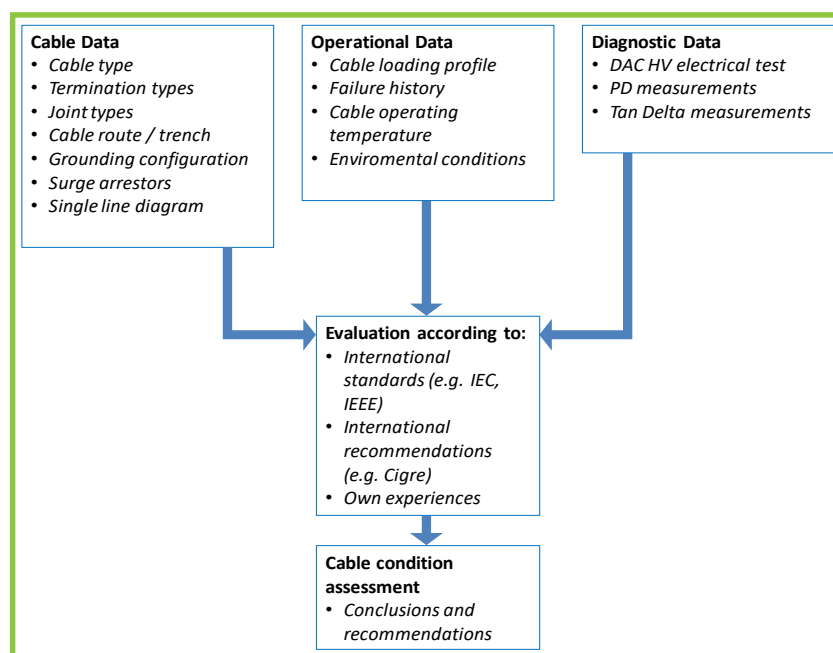 Cable Data
• Cable type
• Termination types
• Joint types
• Cable route / trench
• Grounding configuration
• Surge arrestors
• Single line diagram
Operational Data
• Cable loading profile
• Failure history
• Cable operating
temperature
• Enviromental conditions
Diagnostic Data
• DAC HV electrical test
• PD measurements
• Tan Delta measurements
Evaluation according to:
• International
standards (e.g. IEC,
IEEE)
• International
recommendations
(e.g. Cigre)
• Own experiences
Cable condition
assessment
• Conclusions and
recommendations